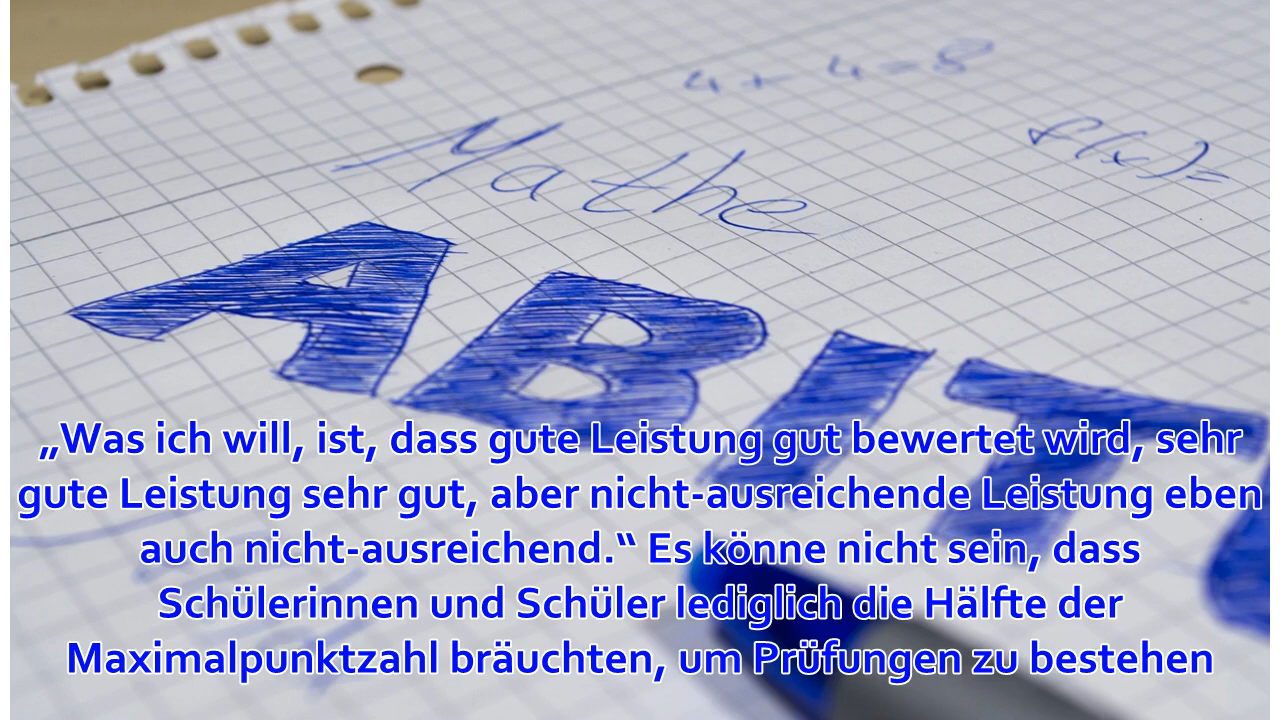 4 + 4 = 8
f(x) =
Mathe
ABIT
„Was ich will, ist, dass gute Leistung gut bewertet wird, sehr
gute Leistung sehr gut, aber nicht-ausreichende Leistung eben
auch nicht-ausreichend.“ Es könne nicht sein, dass
Schülerinnen und Schüler lediglich die Hälfte der
Maximalpunktzahl bräuchten, um Prüfungen zu bestehen